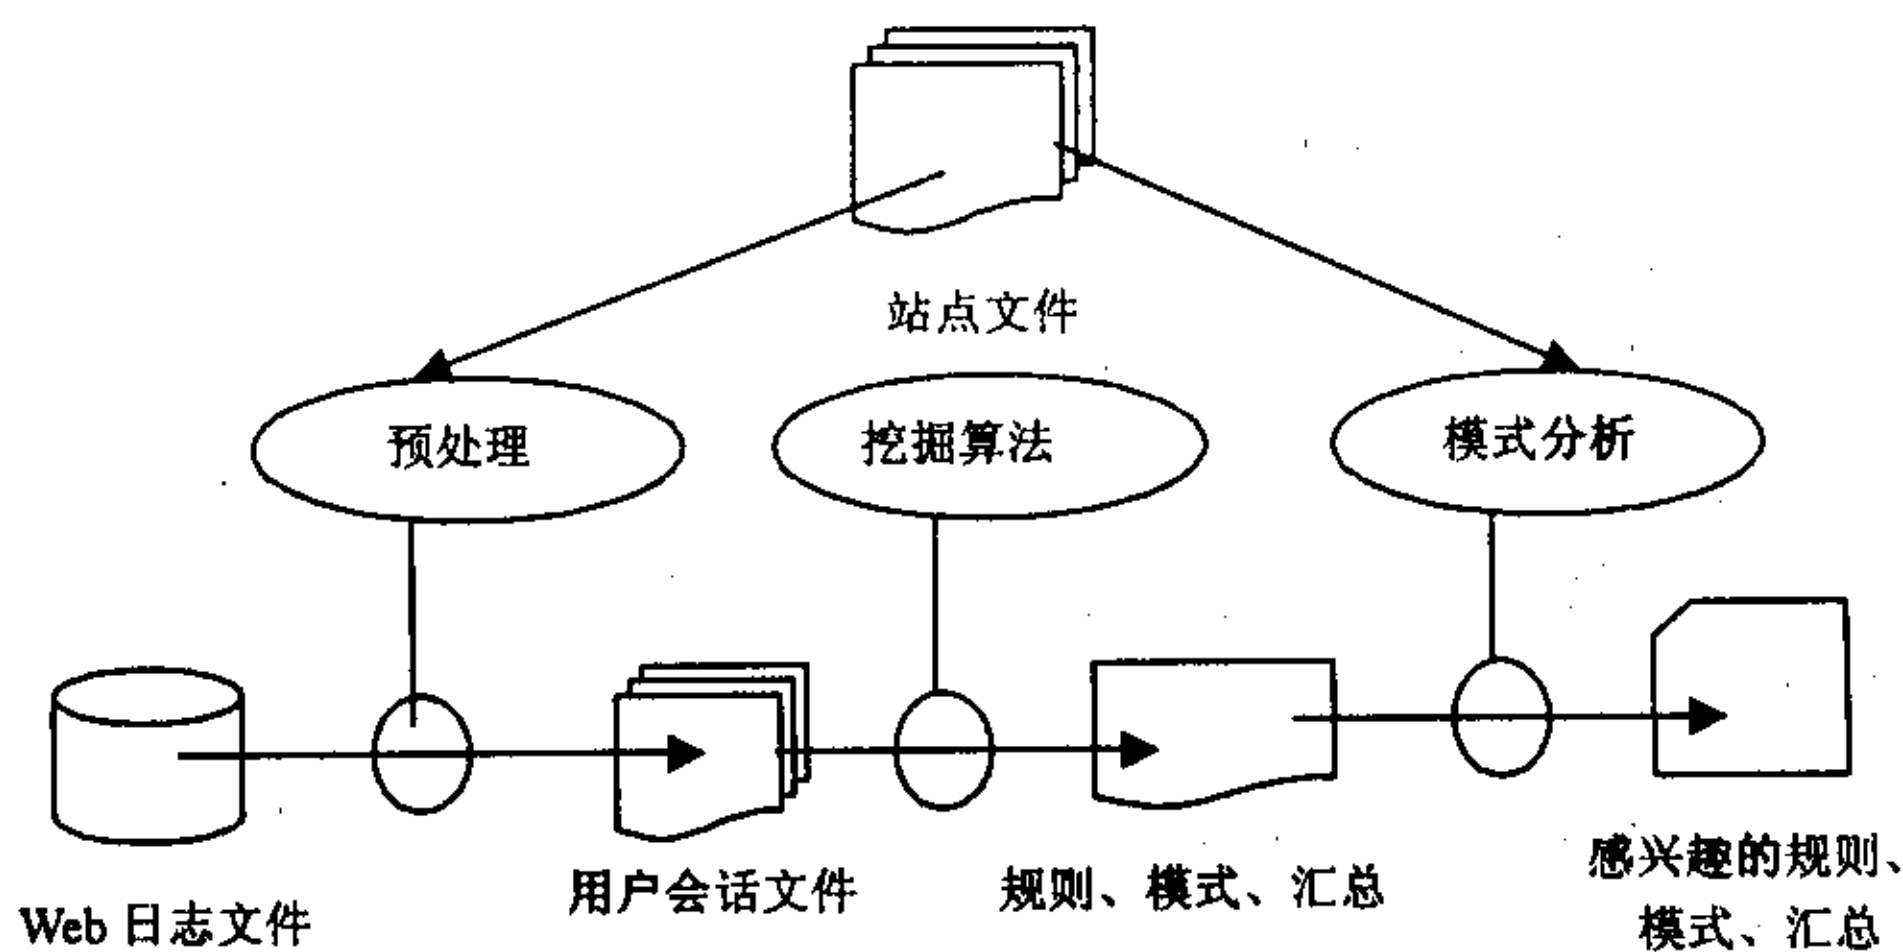 站点文件
预处理
挖掘算法
模式分析
Web 日志文件
用户会话文件
规则、模式、汇总
感兴趣的规则、
模式、汇总